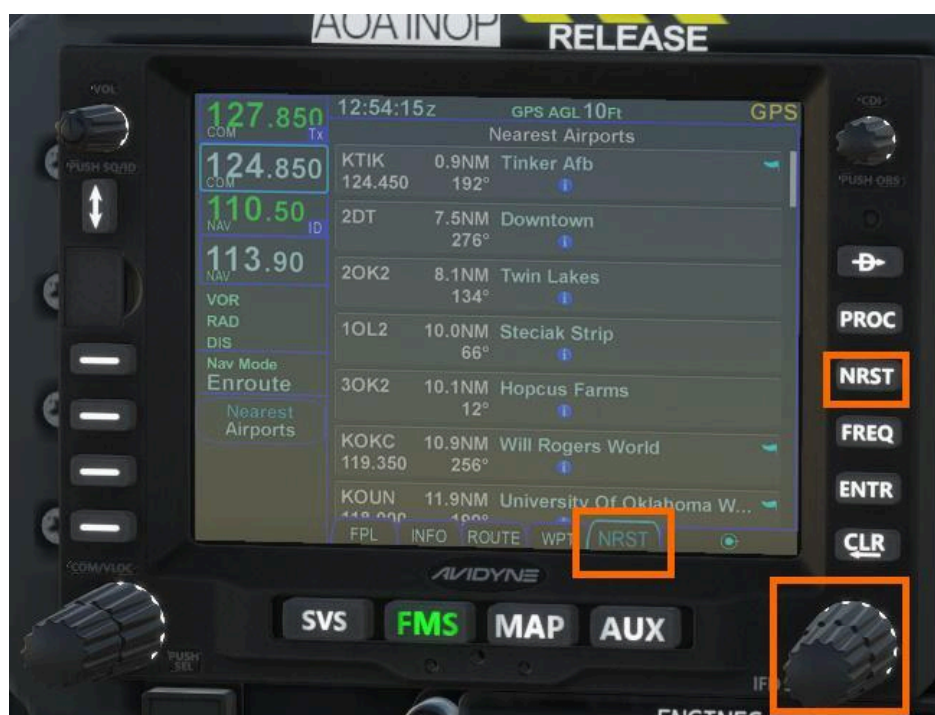 AOA INOP
RELEASE
VOL
PUSH SQ/ID
127.850
COM Tx
124.850
COM
110.50
NAV ID
113.90
NAV
VOR
RAD
DIS
Nav Mode
Enroute
Nearest
Airports
12:54:15z GPS AGL 10Ft GPS
Nearest Airports
KTIK 0.9NM Tinker Afb
124.450 192°
2DT 7.5NM Downtown
276°
2OK2 8.1NM Twin Lakes
134°
1OL2 10.0NM Steciak Strip
66°
3OK2 10.1NM Hopcus Farms
12°
KOKC 10.9NM Will Rogers World
119.350 256°
KOUN 11.9NM University Of Oklahoma W...
FPL INFO ROUTE WPT NRST
CDI
PUSH OBS
D
PROC
NRST
FREQ
ENTR
CLR
COM/VLOC
PUSH
SEL
AVIDYNE
SVS FMS MAP AUX